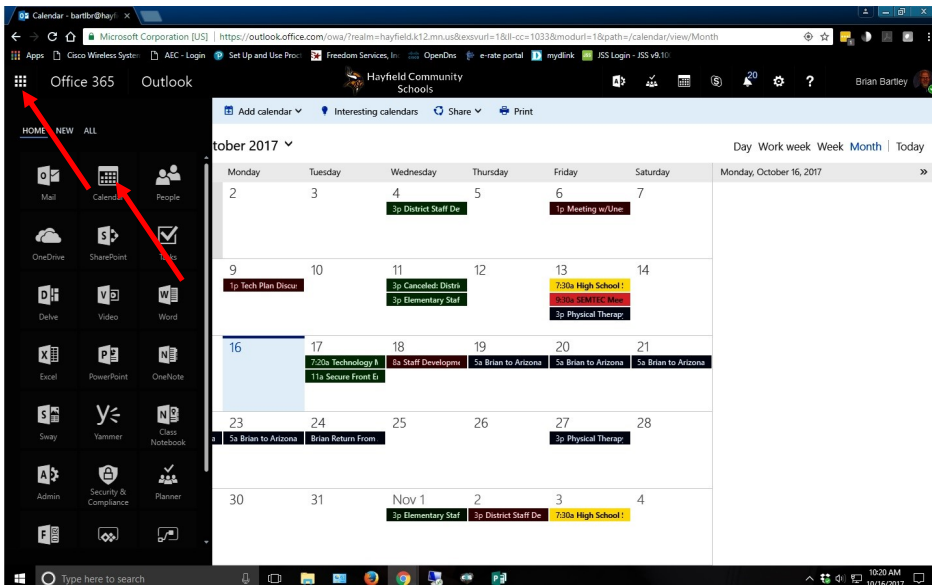 Calendar - bartlbr@hayf
Microsoft Corporation [US] | https://outlook.office.com/owa/?realm=hayfield.k12.mn.us&exsvurl=1&ll-cc=1033&modurl=1&path=/calendar/view/Month
Apps Cisco Wireless System AEC - Login Set Up and Use Proc Freedom Services, Inc OpenDns e-rate portal mydlink JSS Login - JSS v9.10
Office 365 Outlook Hayfield Community Schools 20 ? Brian Bartley
Add calendar Interesting calendars Share Print
HOME NEW ALL
tober 2017 Day Work week Week Month Today
Monday Tuesday Wednesday Thursday Friday Saturday Monday, October 16, 2017 »
Mail Calendar People
2 3 4 5 6 7
3p District Staff De 1p Meeting w/Une
OneDrive SharePoint Tasks
9 10 11 12 13 14
1p Tech Plan Discus 3p Canceled: Distri 7:30a High School
3p Elementary Staf 9:30a SEMTEC Mee
3p Physical Therap
Delve Video Word
16 17 18 19 20 21
7:20a Technology 8a Staff Developme 5a Brian to Arizona 5a Brian to Arizona 5a Brian to Arizona
11a Secure Front
Excel PowerPoint OneNote
Sway Yammer Class Notebook
23 24 25 26 27 28
5a Brian to Arizona Brian Return From 3p Physical Therap
Admin Security & Compliance Planner
30 31 Nov 1 2 3 4
3p Elementary Staf 3p District Staff De 7:30a High School
Type here to search
10:20 AM
10/16/2017